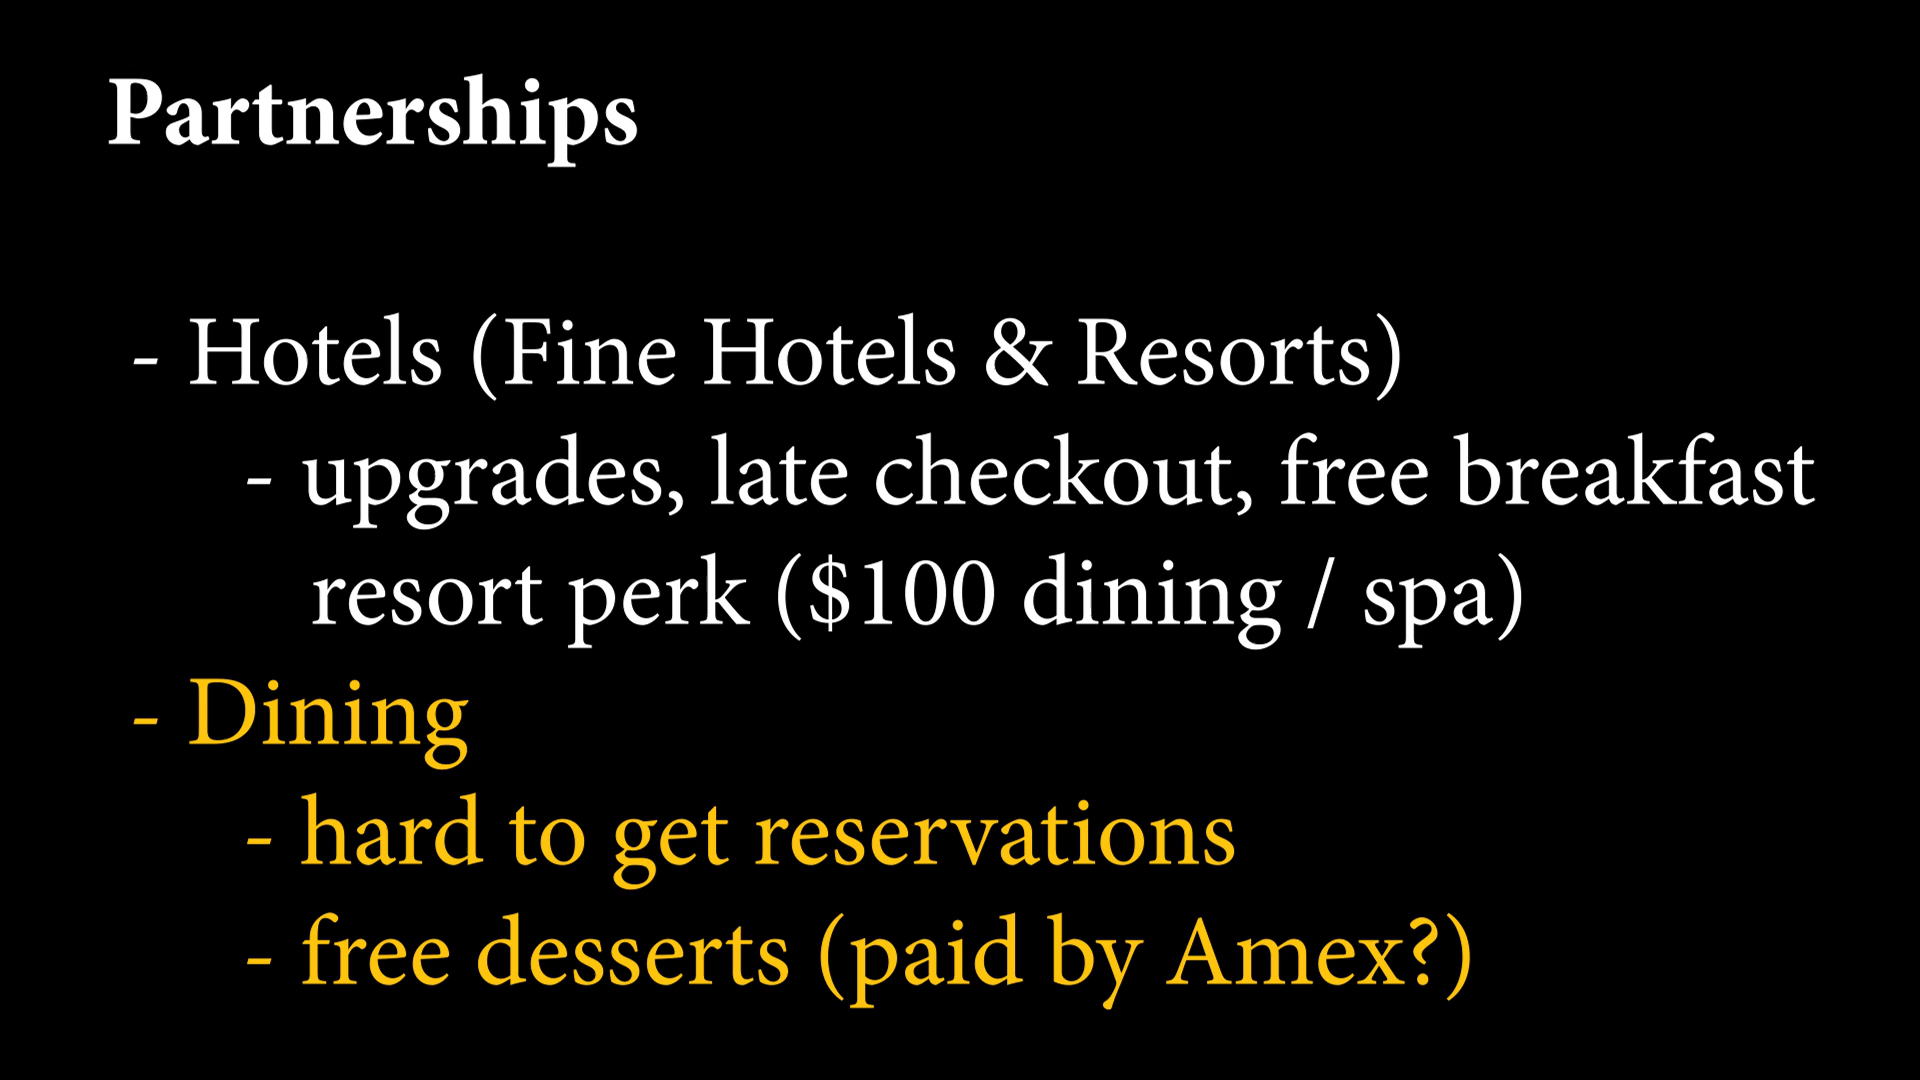 Partnerships
- Hotels (Fine Hotels & Resorts)
- upgrades, late checkout, free breakfast
resort perk ($100 dining / spa)
- Dining
- hard to get reservations
- free desserts (paid by Amex?)